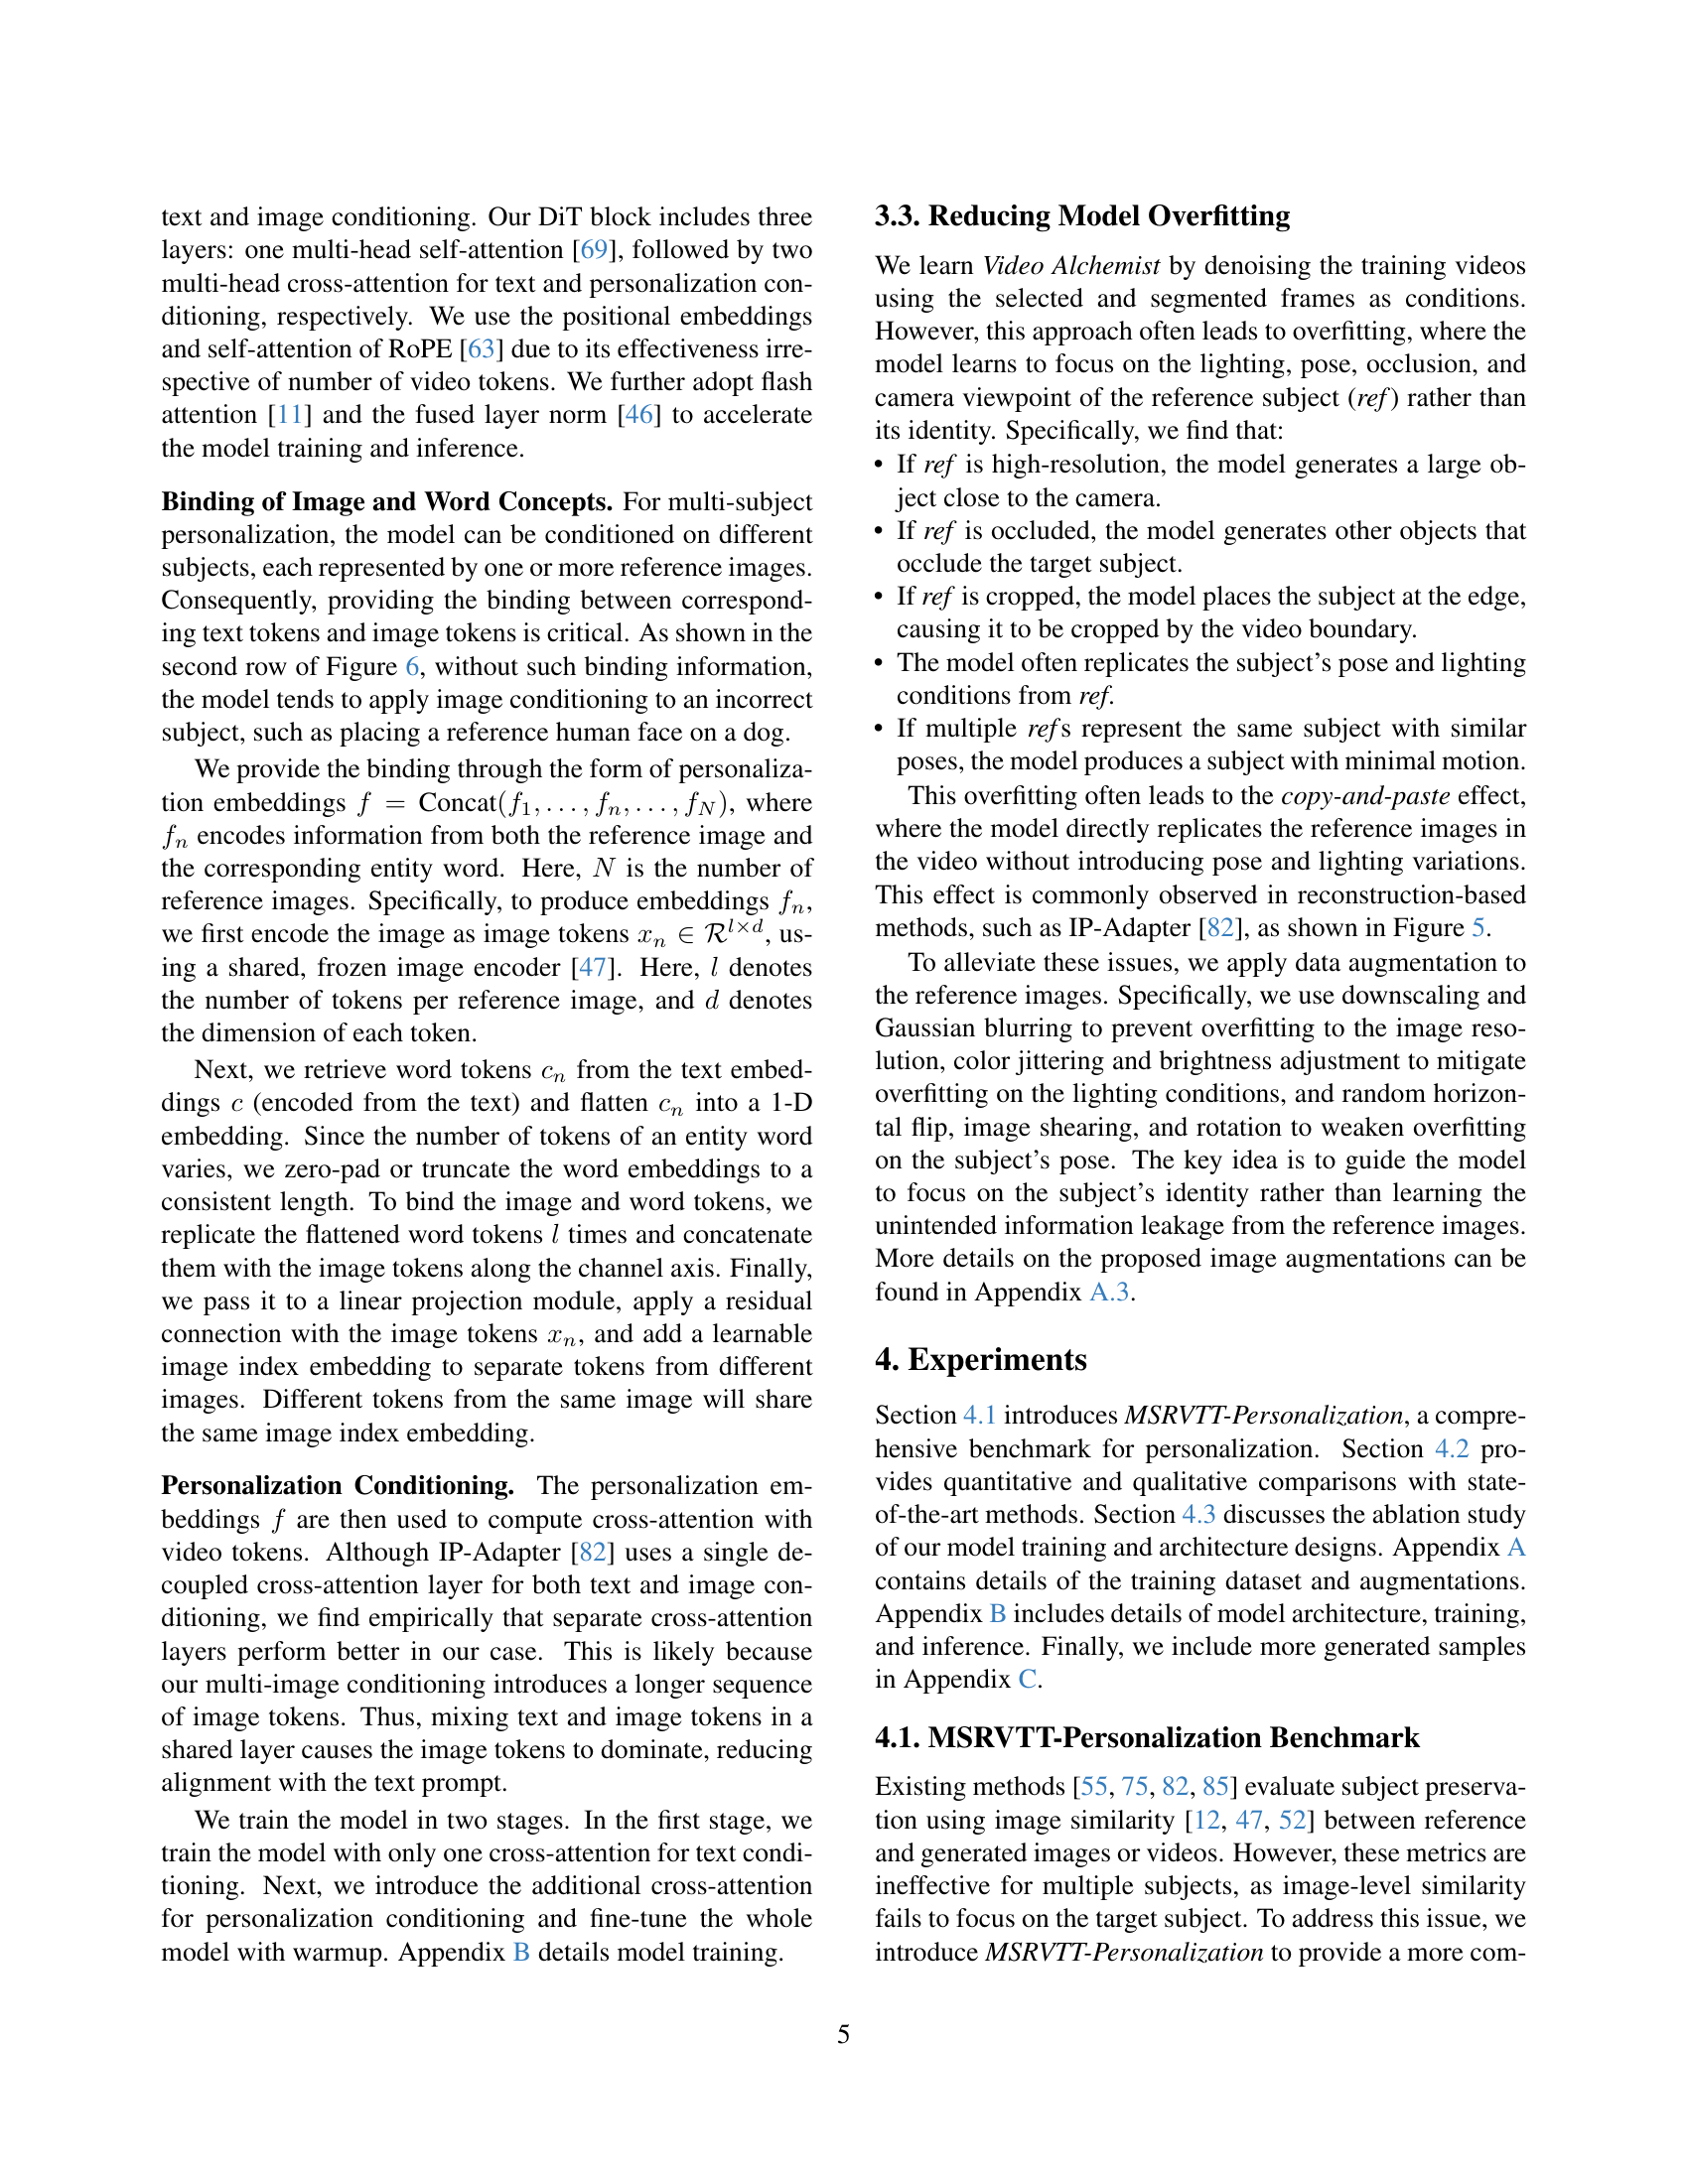 text and image conditioning. Our DiT block includes three
layers: one multi-head self-attention [69], followed by two
multi-head cross-attention for text and personalization con-
ditioning, respectively. We use the positional embeddings
and self-attention of RoPE [63] due to its effectiveness irre-
spective of number of video tokens. We further adopt flash
attention [11] and the fused layer norm [46] to accelerate
the model training and inference.
Binding of Image and Word Concepts. For multi-subject
personalization, the model can be conditioned on different
subjects, each represented by one or more reference images.
Consequently, providing the binding between correspond-
ing text tokens and image tokens is critical. As shown in the
second row of Figure 6, without such binding information,
the model tends to apply image conditioning to an incorrect
subject, such as placing a reference human face on a dog.
We provide the binding through the form of personaliza-
tion embeddings f = Concat(f₁, . . . , fₙ, . . . , f_N), where
fₙ encodes information from both the reference image and
the corresponding entity word. Here, N is the number of
reference images. Specifically, to produce embeddings fₙ,
we first encode the image as image tokens xₙ ∈ R^{l×d}, us-
ing a shared, frozen image encoder [47]. Here, l denotes
the number of tokens per reference image, and d denotes
the dimension of each token.
Next, we retrieve word tokens cₙ from the text embed-
dings c (encoded from the text) and flatten cₙ into a 1-D
embedding. Since the number of tokens of an entity word
varies, we zero-pad or truncate the word embeddings to a
consistent length. To bind the image and word tokens, we
replicate the flattened word tokens l times and concatenate
them with the image tokens along the channel axis. Finally,
we pass it to a linear projection module, apply a residual
connection with the image tokens xₙ, and add a learnable
image index embedding to separate tokens from different
images. Different tokens from the same image will share
the same image index embedding.
Personalization Conditioning. The personalization em-
beddings f are then used to compute cross-attention with
video tokens. Although IP-Adapter [82] uses a single de-
coupled cross-attention layer for both text and image con-
ditioning, we find empirically that separate cross-attention
layers perform better in our case. This is likely because
our multi-image conditioning introduces a longer sequence
of image tokens. Thus, mixing text and image tokens in a
shared layer causes the image tokens to dominate, reducing
alignment with the text prompt.
We train the model in two stages. In the first stage, we
train the model with only one cross-attention for text condi-
tioning. Next, we introduce the additional cross-attention
for personalization conditioning and fine-tune the whole
model with warmup. Appendix B details model training.
3.3. Reducing Model Overfitting
We learn Video Alchemist by denoising the training videos
using the selected and segmented frames as conditions.
However, this approach often leads to overfitting, where the
model learns to focus on the lighting, pose, occlusion, and
camera viewpoint of the reference subject (ref) rather than
its identity. Specifically, we find that:
• If ref is high-resolution, the model generates a large ob-
ject close to the camera.
• If ref is occluded, the model generates other objects that
occlude the target subject.
• If ref is cropped, the model places the subject at the edge,
causing it to be cropped by the video boundary.
• The model often replicates the subject's pose and lighting
conditions from ref.
• If multiple refs represent the same subject with similar
poses, the model produces a subject with minimal motion.
This overfitting often leads to the copy-and-paste effect,
where the model directly replicates the reference images in
the video without introducing pose and lighting variations.
This effect is commonly observed in reconstruction-based
methods, such as IP-Adapter [82], as shown in Figure 5.
To alleviate these issues, we apply data augmentation to
the reference images. Specifically, we use downscaling and
Gaussian blurring to prevent overfitting to the image reso-
lution, color jittering and brightness adjustment to mitigate
overfitting on the lighting conditions, and random horizon-
tal flip, image shearing, and rotation to weaken overfitting
on the subject's pose. The key idea is to guide the model
to focus on the subject's identity rather than learning the
unintended information leakage from the reference images.
More details on the proposed image augmentations can be
found in Appendix A.3.
4. Experiments
Section 4.1 introduces MSRVTT-Personalization, a compre-
hensive benchmark for personalization. Section 4.2 pro-
vides quantitative and qualitative comparisons with state-
of-the-art methods. Section 4.3 discusses the ablation study
of our model training and architecture designs. Appendix A
contains details of the training dataset and augmentations.
Appendix B includes details of model architecture, training,
and inference. Finally, we include more generated samples
in Appendix C.
4.1. MSRVTT-Personalization Benchmark
Existing methods [55, 75, 82, 85] evaluate subject preserva-
tion using image similarity [12, 47, 52] between reference
and generated images or videos. However, these metrics are
ineffective for multiple subjects, as image-level similarity
fails to focus on the target subject. To address this issue, we
introduce MSRVTT-Personalization to provide a more com-
5